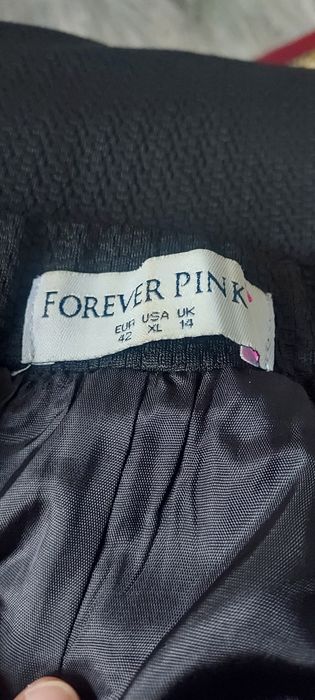 FOREVER PINK
EUR USA UK
42 XL 14